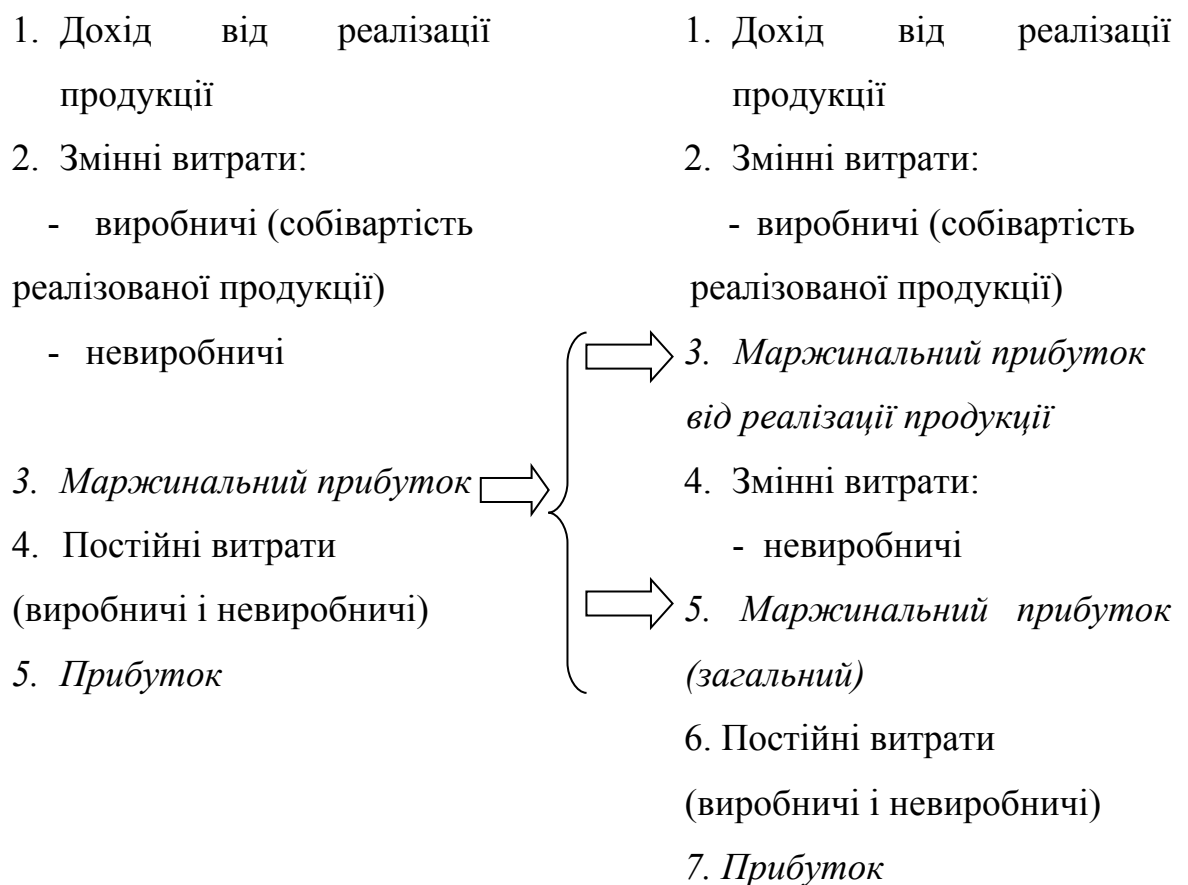 1. Дохід від реалізації
продукції
2. Змінні витрати:
- виробничі (собівартість
реалізованої продукції)
- невиробничі
3. Маржинальний прибуток
4. Постійні витрати
(виробничі і невиробничі)
5. Прибуток
1. Дохід від реалізації
продукції
2. Змінні витрати:
- виробничі (собівартість
реалізованої продукції)
3. Маржинальний прибуток
від реалізації продукції
4. Змінні витрати:
- невиробничі
5. Маржинальний прибуток
(загальний)
6. Постійні витрати
(виробничі і невиробничі)
7. Прибуток